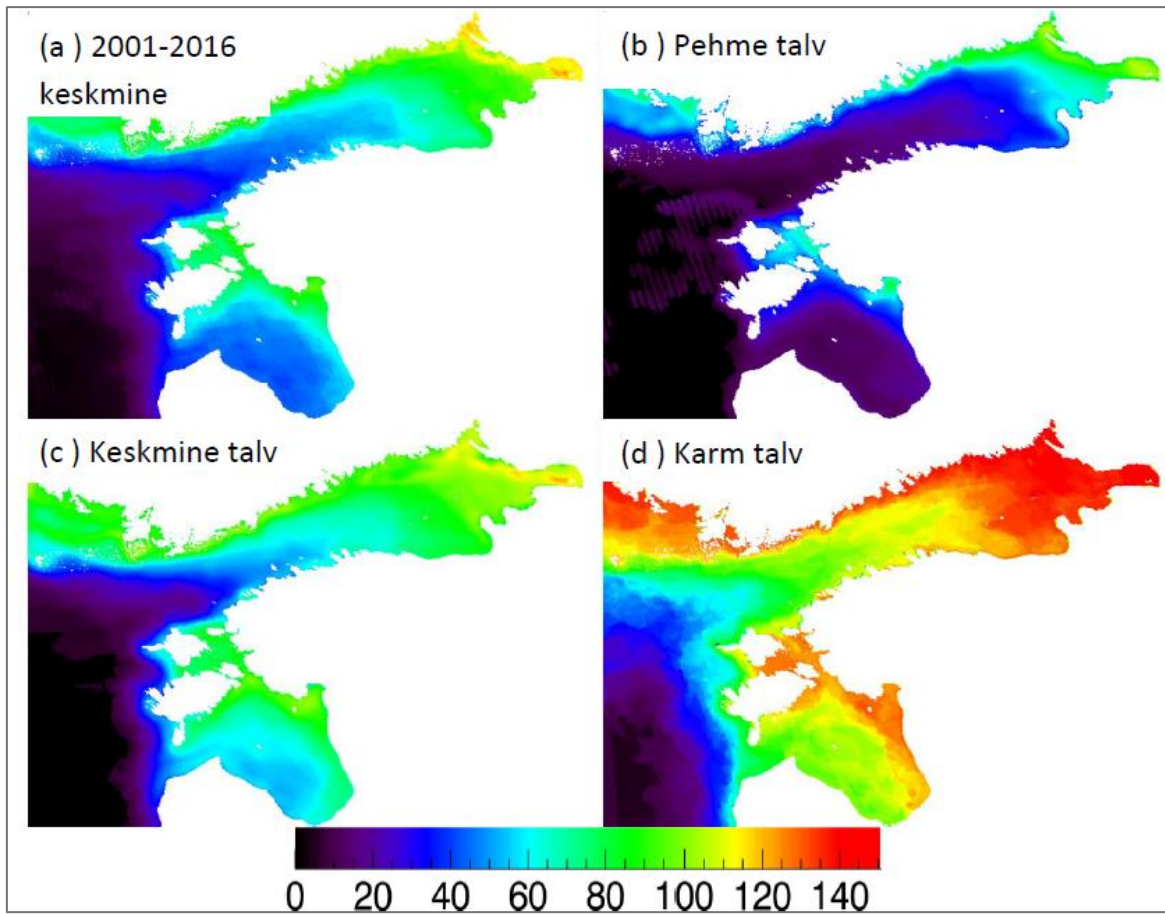 (a ) 2001-2016
keskmine
(b ) Pehme talv
(c ) Keskmine talv
(d ) Karm talv
0 20 40 60 80 100 120 140